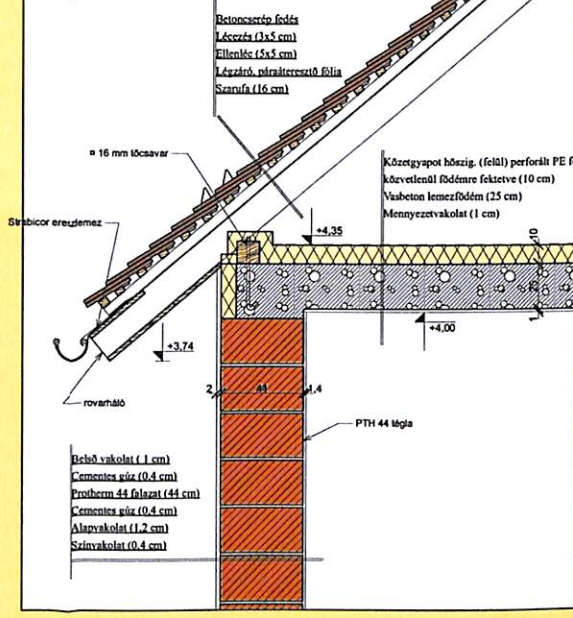 Betoncserép fedés
Lécezés (3x5 cm)
Ellenléc (5x5 cm)
Légzáró, páraáteresztő fólia
Szarufa (16 cm)
¤ 16 mm tőcsavar
Közetgyapot hőszig. (felül) perforált PE f
közvetlenül födémre fektetve (10 cm)
Vasbeton lemezfödém (25 cm)
Mennyezetvakolat (1 cm)
Strabicor ereszlemez
+4,35
10
25
1
+4,00
+3,74
rovarháló
2
44
1,4
PTH 44 tégla
Belső vakolat ( 1 cm)
Cementes gúz (0,4 cm)
Protherm 44 falazat (44 cm)
Cementes gúz (0,4 cm)
Alapvakolat (1,2 cm)
Színvakolat (0,4 cm)